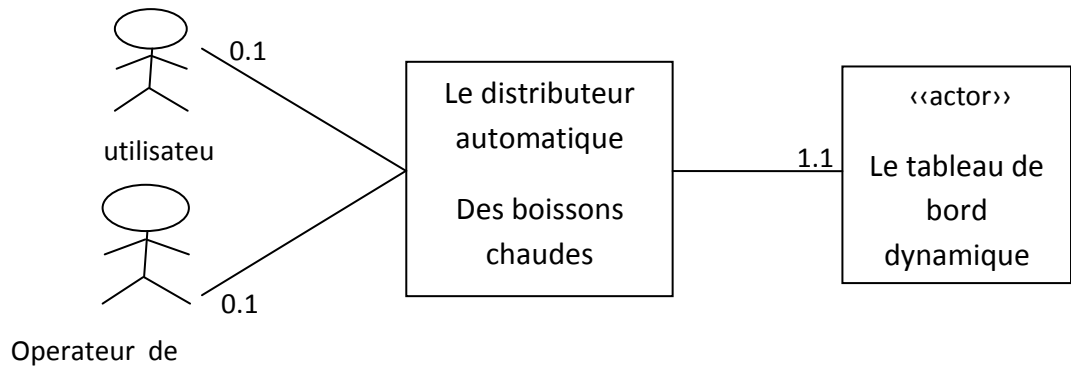 0.1
utilisateu
0.1
Operateur de
Le distributeur
automatique
Des boissons
chaudes
1.1
‹‹actor››
Le tableau de
bord
dynamique